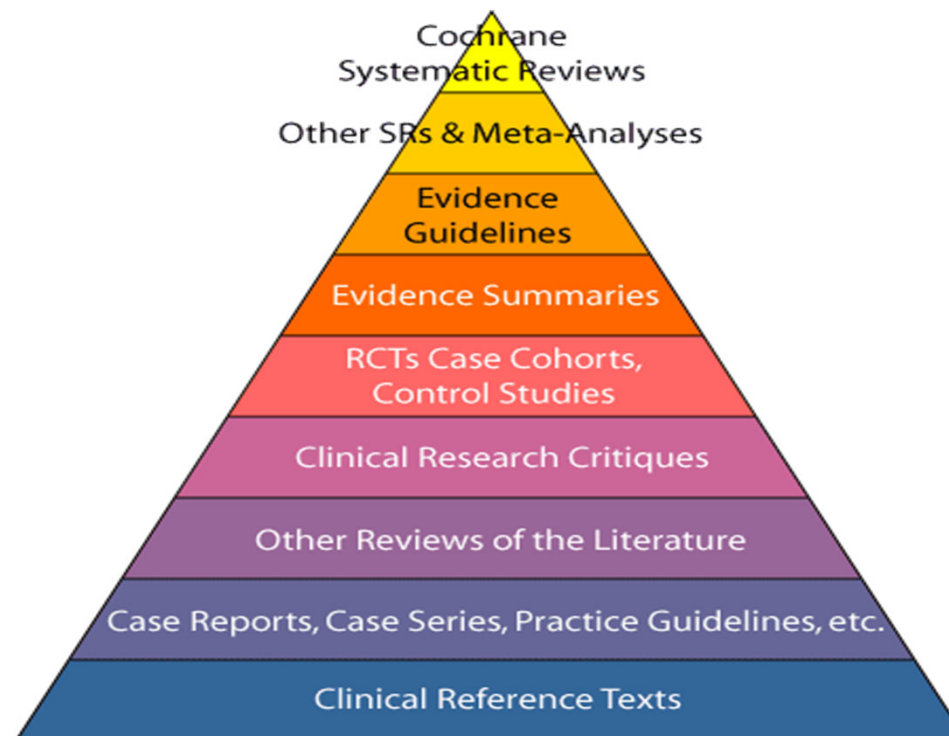 Cochrane
Systematic Reviews
Other SRs & Meta-Analyses
Evidence
Guidelines
Evidence Summaries
RCTs Case Cohorts,
Control Studies
Clinical Research Critiques
Other Reviews of the Literature
Case Reports, Case Series, Practice Guidelines, etc.
Clinical Reference Texts